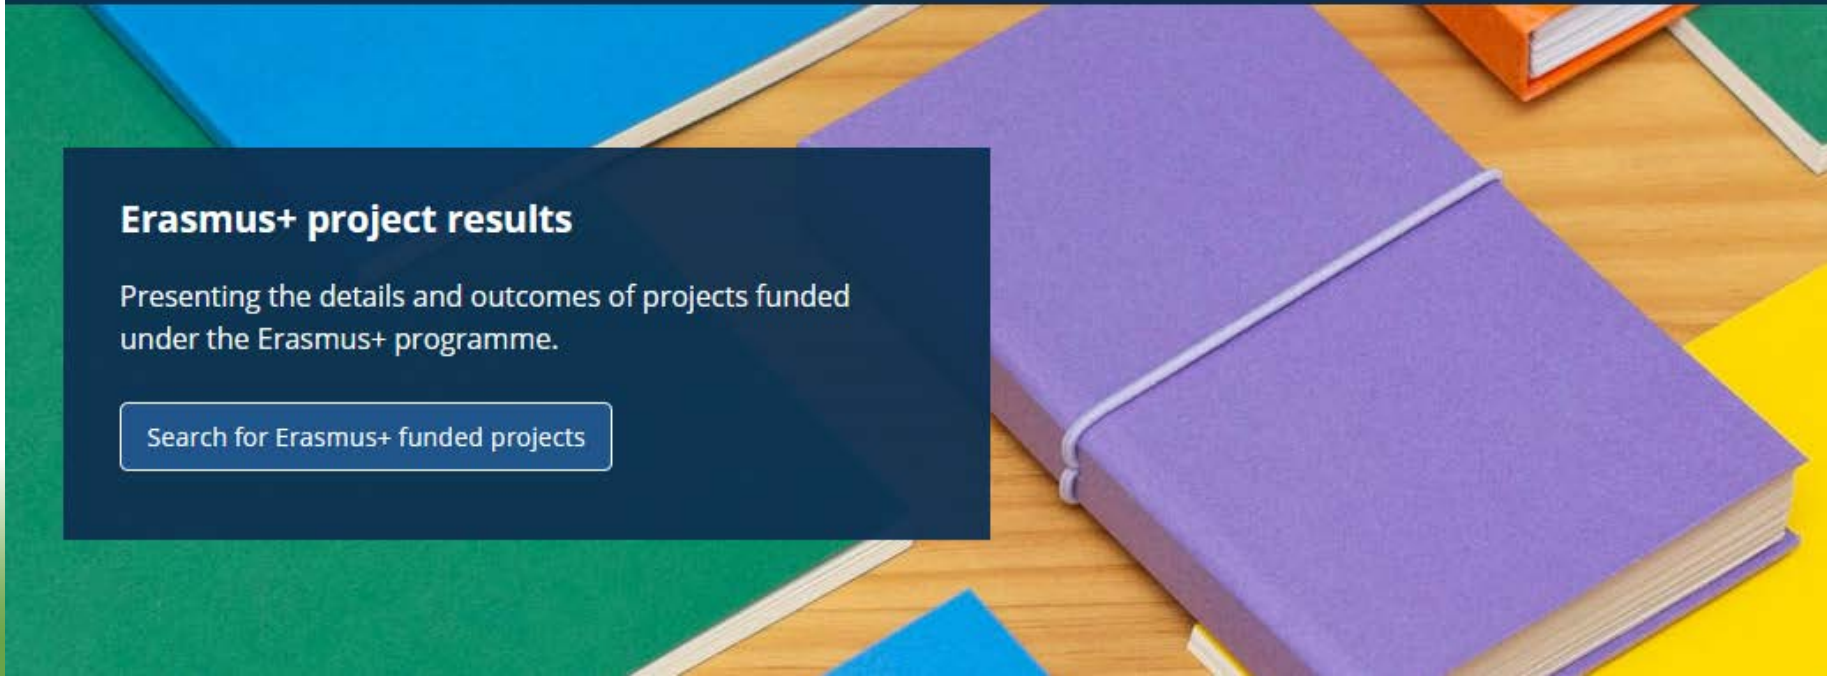 Erasmus+ project results
Presenting the details and outcomes of projects funded
under the Erasmus+ programme.
Search for Erasmus+ funded projects